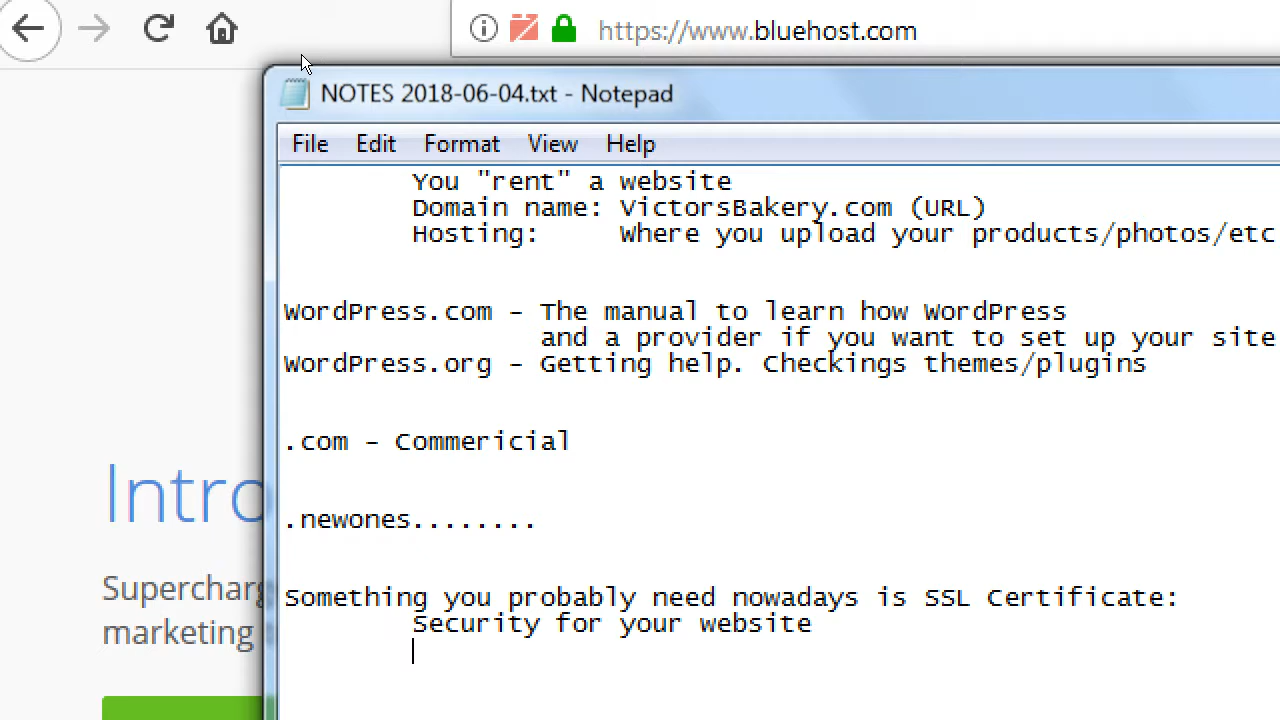 https://www.bluehost.com
NOTES 2018-06-04.txt - Notepad
File Edit Format View Help
You "rent" a website
Domain name: VictorsBakery.com (URL)
Hosting: Where you upload your products/photos/etc
WordPress.com - The manual to learn how WordPress
and a provider if you want to set up your site
WordPress.org - Getting help. Checkings themes/plugins
.com - Commericial
Intro
.newones........
Supercharg
Something you probably need nowadays is SSL Certificate:
Security for your website
marketing